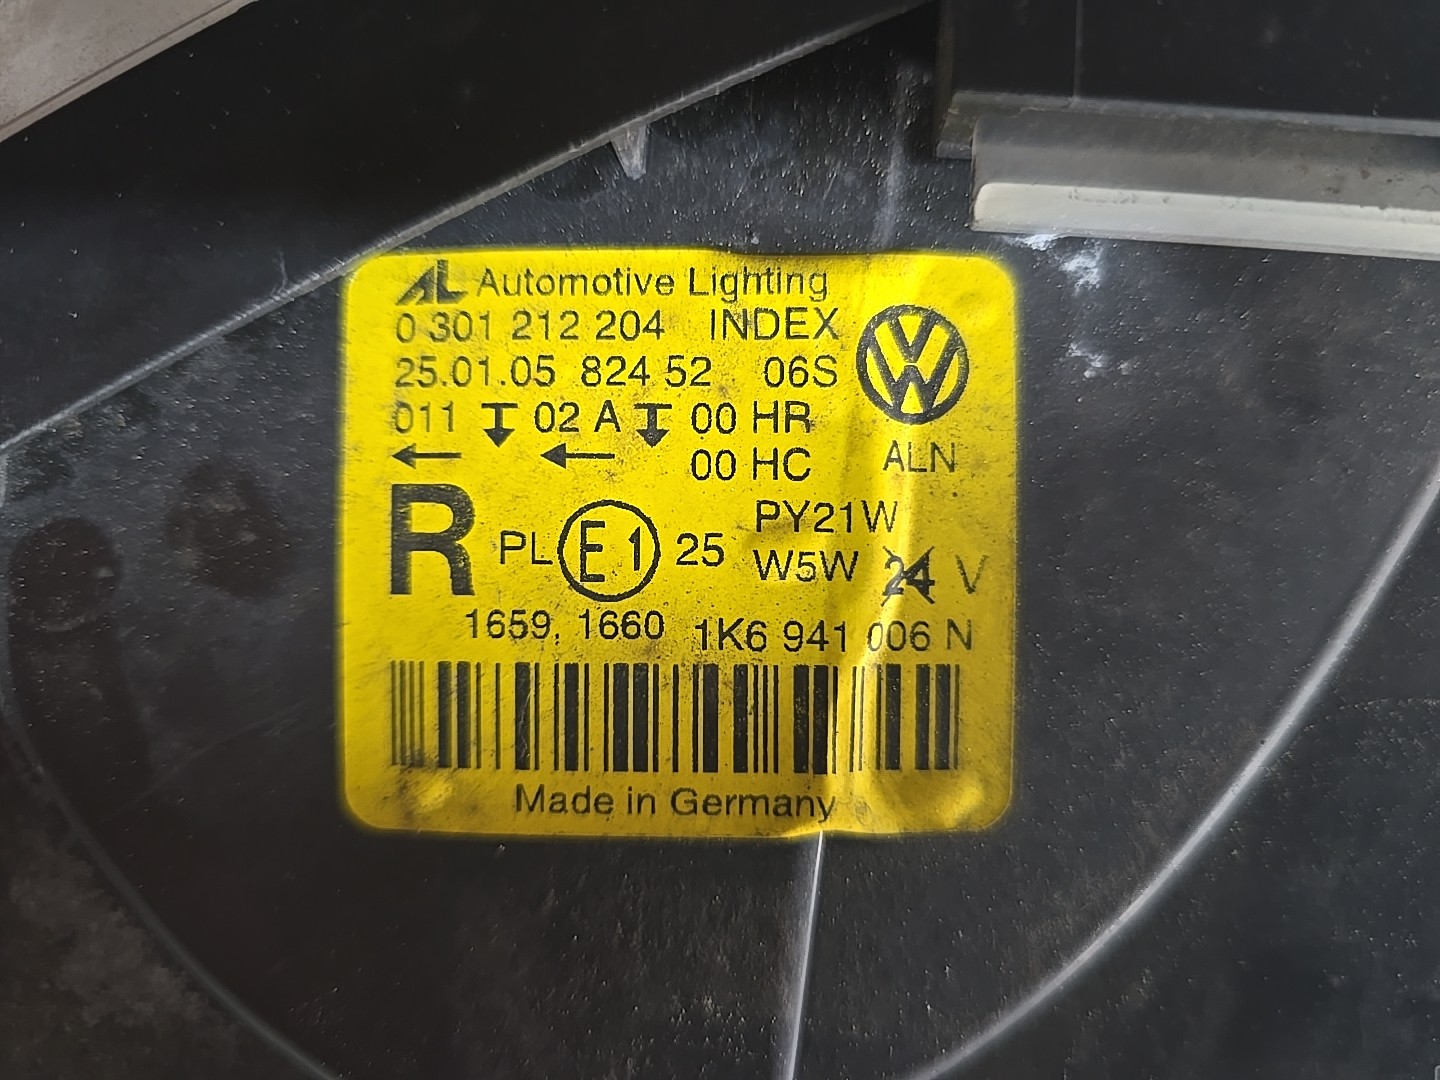 AL Automotive Lighting
0 301 212 204 INDEX
25.01.05 824 52 06S
011 02 A 00 HR
00 HC
ALN
R PL E1 25
PY21W
W5W 24 V
1659, 1660 1K6 941 006 N
Made in Germany